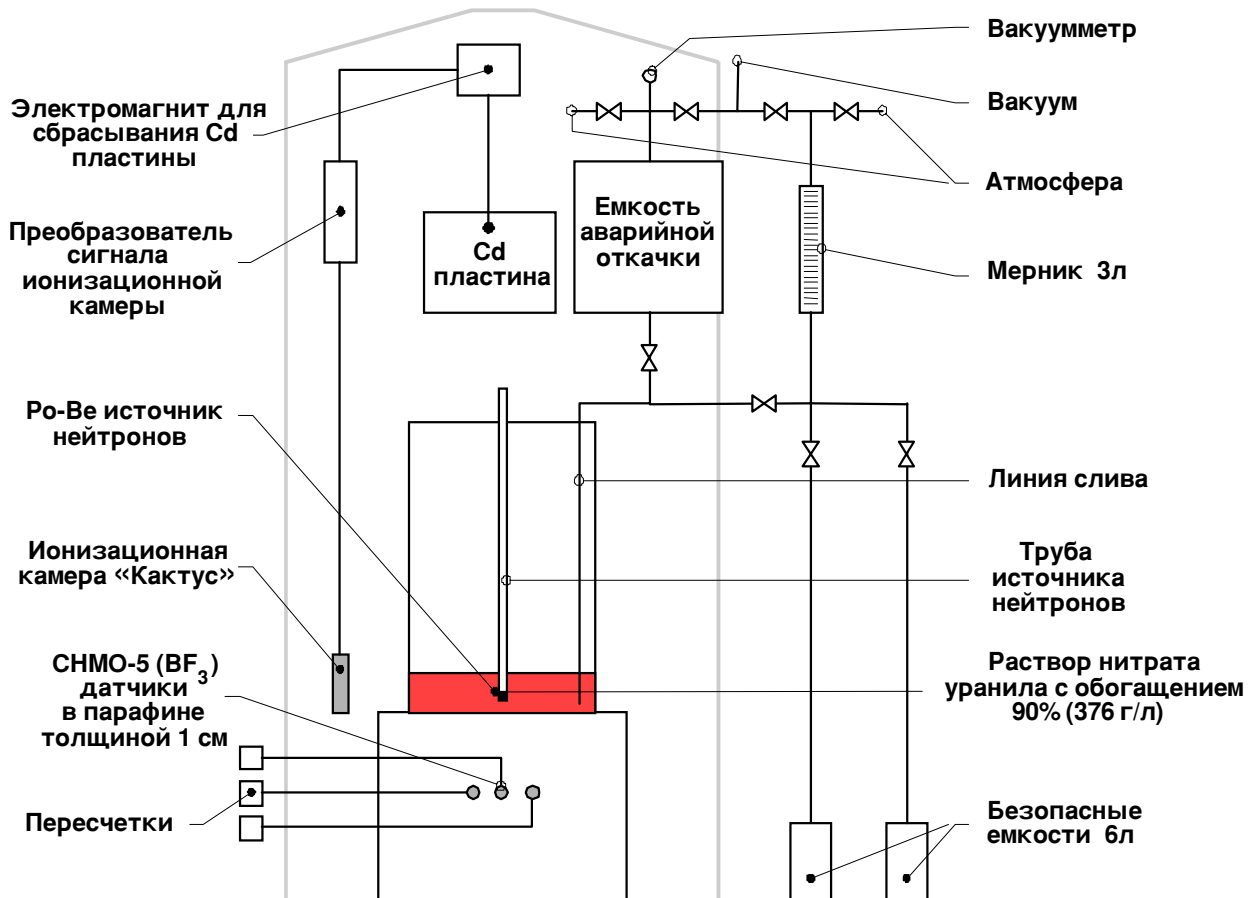 Электромагнит для
сбрасывания Cd
пластины
Преобразователь
сигнала
ионизационной
камеры
Po-Be источник
нейтронов
Ионизационная
камера «Кактус»
СНМО-5 (BF3)
датчики
в парафине
толщиной 1 см
Пересчетки
Cd
пластина
Емкость
аварийной
откачки
Вакуумметр
Вакуум
Атмосфера
Мерник 3л
Линия слива
Труба
источника
нейтронов
Раствор нитрата
уранила с обогащением
90% (376 г/л)
Безопасные
емкости 6л